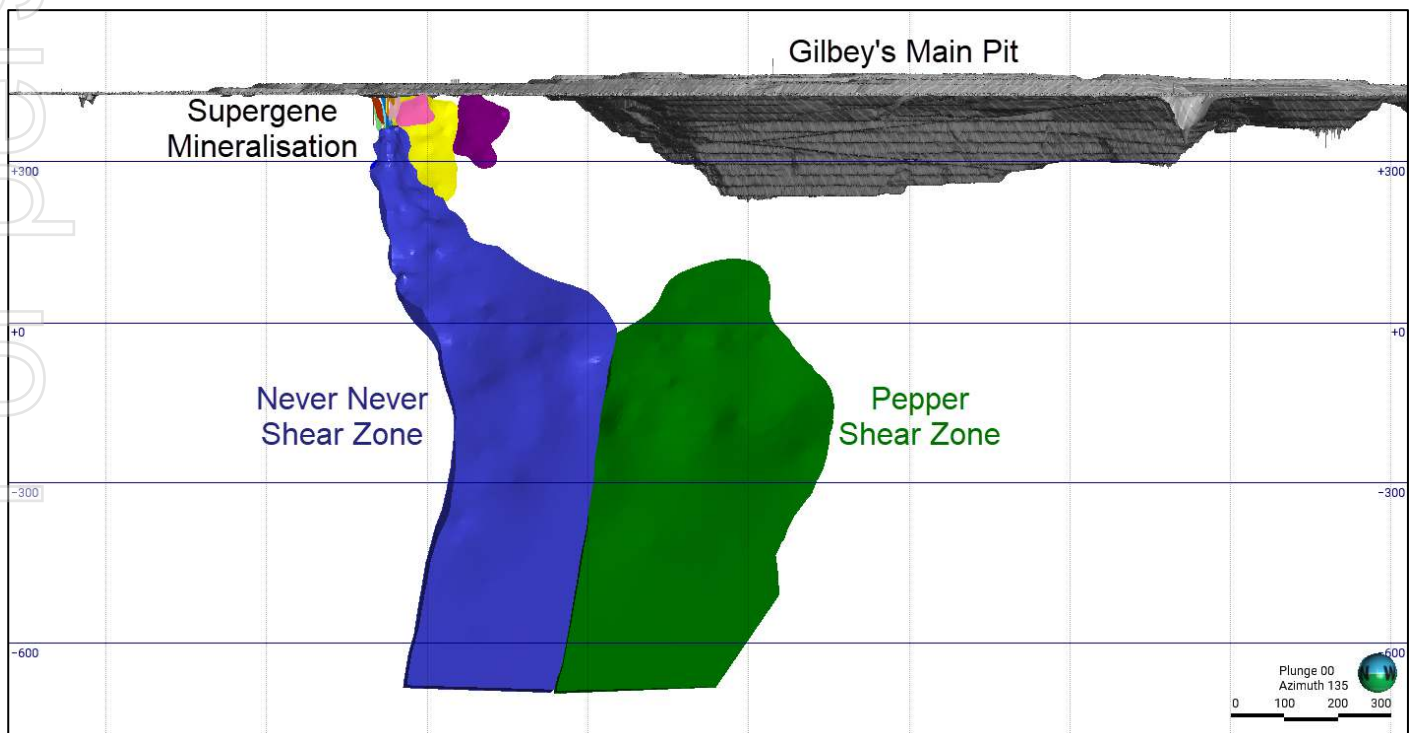 Gilbey's Main Pit
Supergene
Mineralisation
+300
+300
+0
+0
Never Never
Shear Zone
Pepper
Shear Zone
-300
-300
-600
-600
Plunge 00
Azimuth 135
N W
0 100 200 300